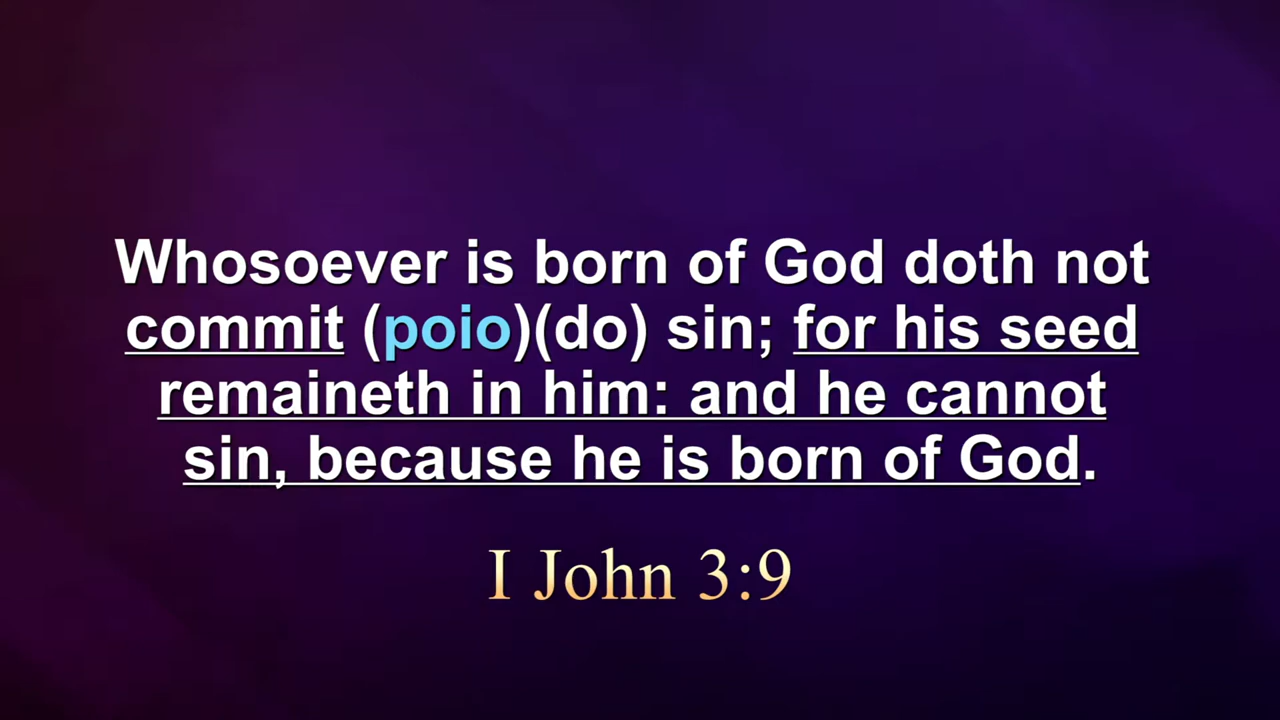 Whosoever is born of God doth not
commit (poio)(do) sin; for his seed
remaineth in him: and he cannot
sin, because he is born of God.
I John 3:9